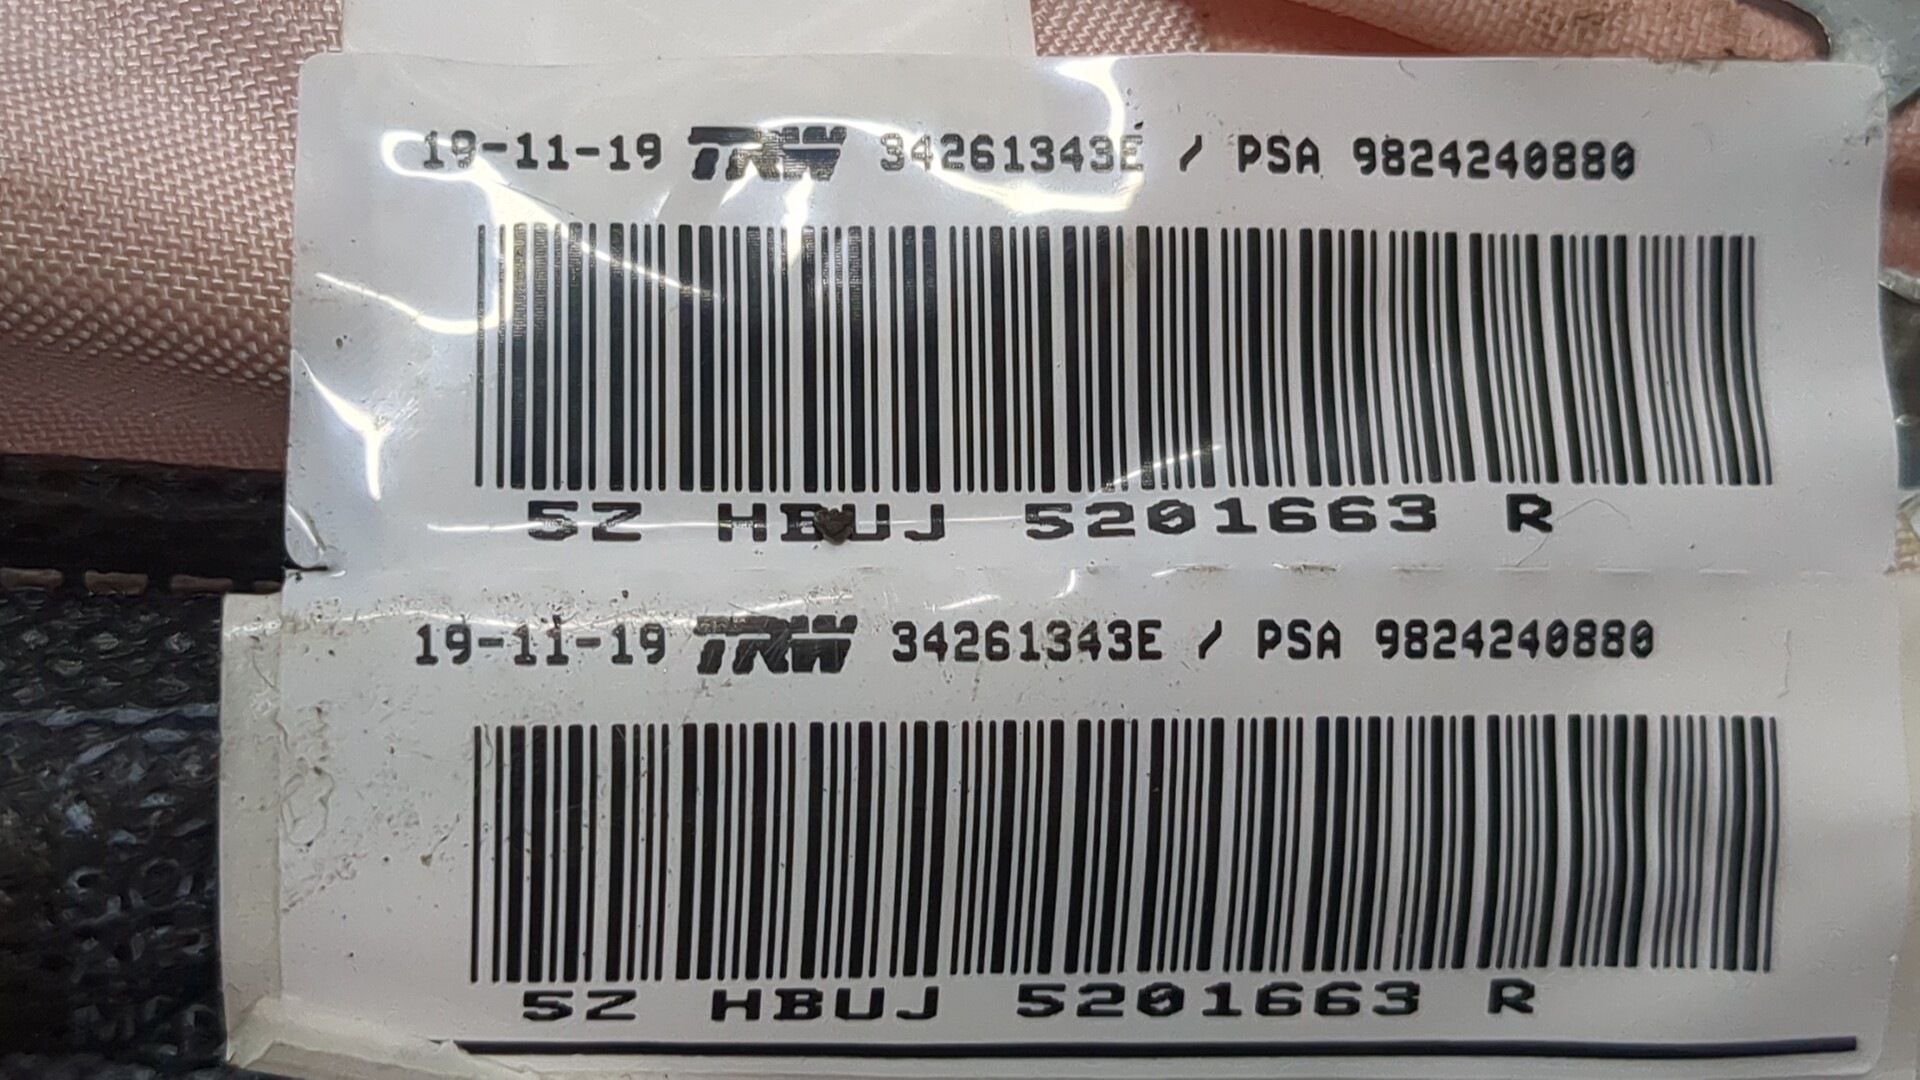 19-11-19 TRW 34261343E / PSA 9824240880
5Z HBUJ 5201663 R
19-11-19 TRW 34261343E / PSA 9824240880
5Z HBUJ 5201663 R